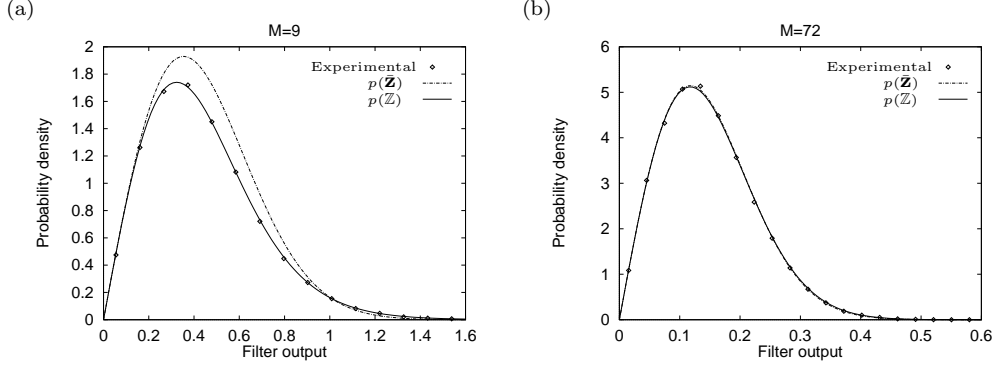 (a)
M=9
Probability density
2
1.8
1.6
1.4
1.2
1
0.8
0.6
0.4
0.2
0
Experimental
p(Z̄)
p(ℤ)
0 0.2 0.4 0.6 0.8 1 1.2 1.4 1.6
Filter output
(b)
M=72
Probability density
6
5
4
3
2
1
0
Experimental
p(Z̄)
p(ℤ)
0 0.1 0.2 0.3 0.4 0.5 0.6
Filter output